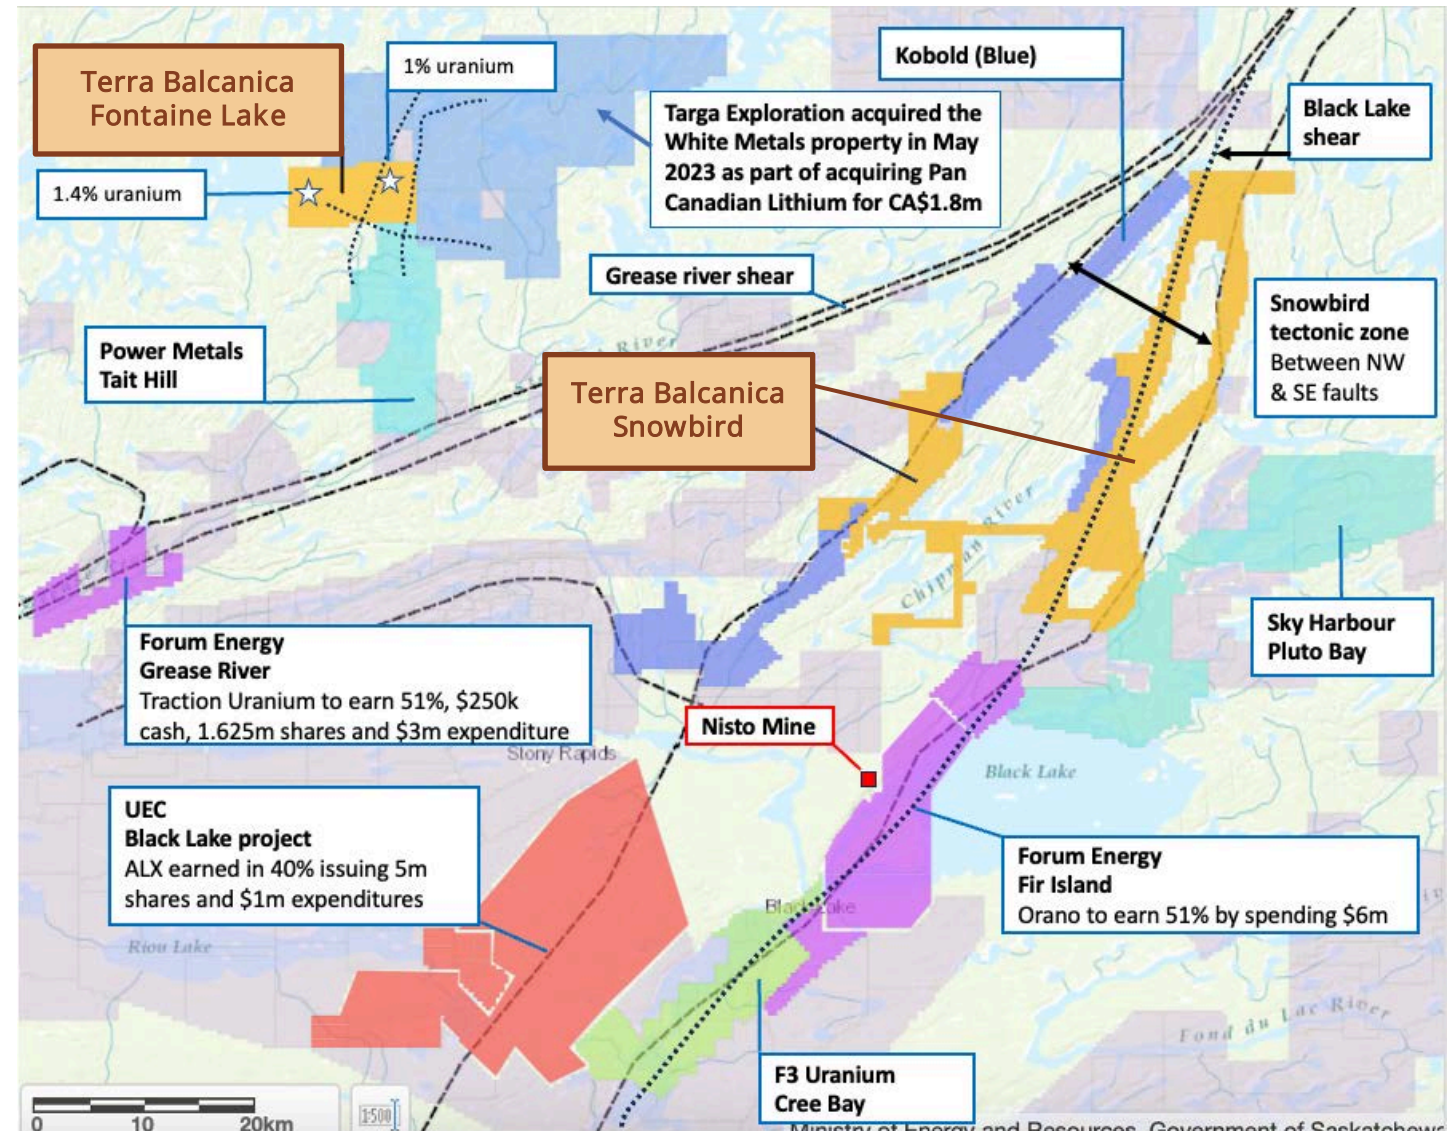 Terra Balcanica
Fontaine Lake
1% uranium
1.4% uranium
Kobold (Blue)
Targa Exploration acquired the
White Metals property in May
2023 as part of acquiring Pan
Canadian Lithium for CA$1.8m
Black Lake
shear
Grease river shear
Snowbird
tectonic zone
Between NW
& SE faults
Power Metals
Tait Hill
River
Terra Balcanica
Snowbird
Chipman River
Sky Harbour
Pluto Bay
Forum Energy
Grease River
Traction Uranium to earn 51%, $250k
cash, 1.625m shares and $3m expenditure
Stony Rapids
Nisto Mine
Black Lake
UEC
Black Lake project
ALX earned in 40% issuing 5m
shares and $1m expenditures
Forum Energy
Fir Island
Orano to earn 51% by spending $6m
Black Lake
Riou Lake
Fond du Lac River
F3 Uranium
Cree Bay
0 10 20km
1:500
Ministry of Energy and Resources, Government of Saskatchew